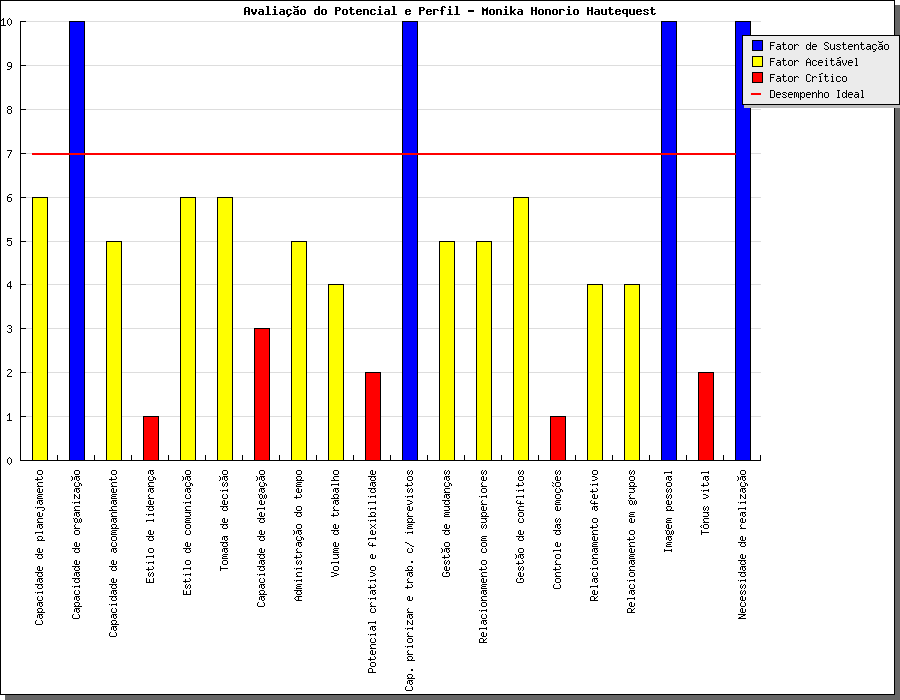 Avaliação do Potencial e Perfil - Monika Honorio Hautequest
Fator de Sustentação
Fator Aceitável
Fator Crítico
Desempenho Ideal
10
9
8
7
6
5
4
3
2
1
0
Capacidade de planejamento
Capacidade de organização
Capacidade de acompanhamento
Estilo de liderança
Estilo de comunicação
Tomada de decisão
Capacidade de delegação
Administração do tempo
Volume de trabalho
Potencial criativo e flexibilidade
Cap. priorizar e trab. c/ imprevistos
Gestão de mudanças
Relacionamento com superiores
Gestão de conflitos
Controle das emoções
Relacionamento afetivo
Relacionamento em grupos
Imagem pessoal
Tônus vital
Necessidade de realização